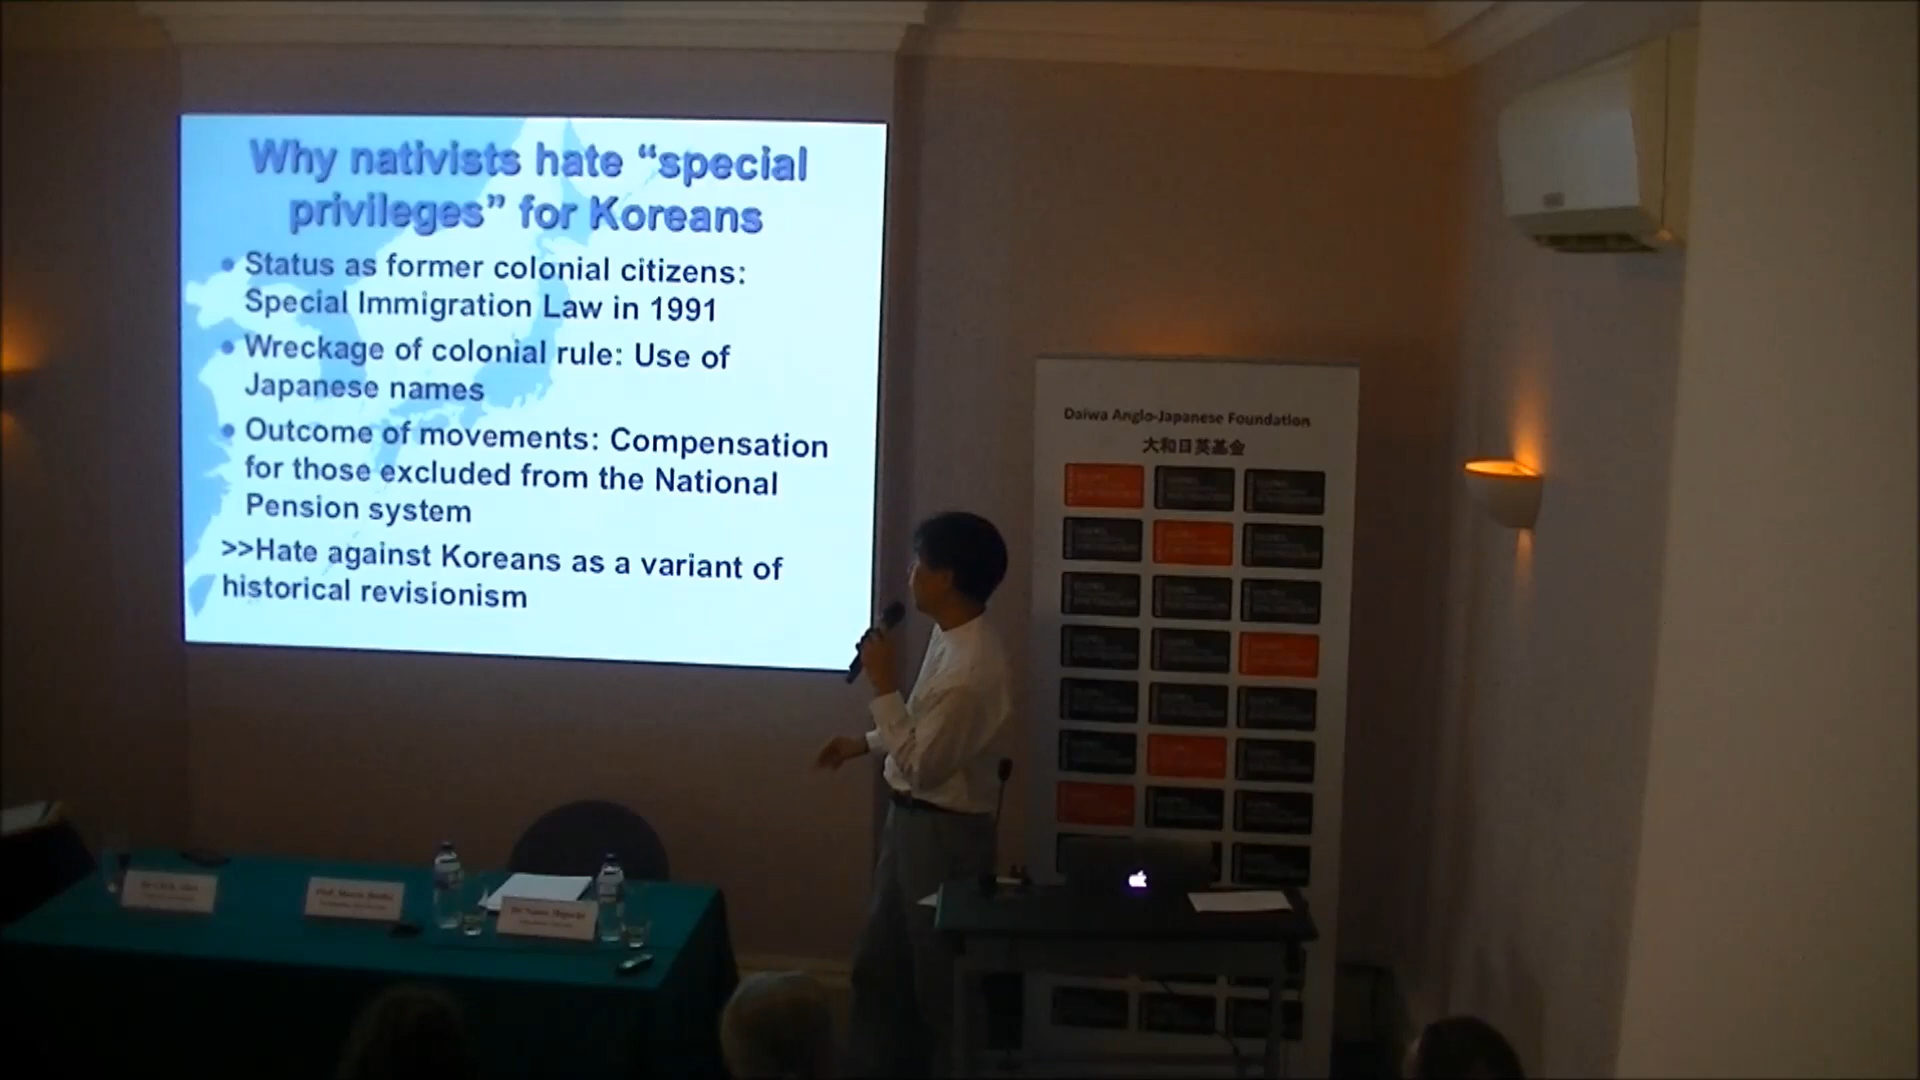 Why nativists hate “special
privileges” for Koreans
• Status as former colonial citizens:
Special Immigration Law in 1991
• Wreckage of colonial rule: Use of
Japanese names
• Outcome of movements: Compensation
for those excluded from the National
Pension system
>>Hate against Koreans as a variant of
historical revisionism
Daiwa Anglo-Japanese Foundation
大和日英基金